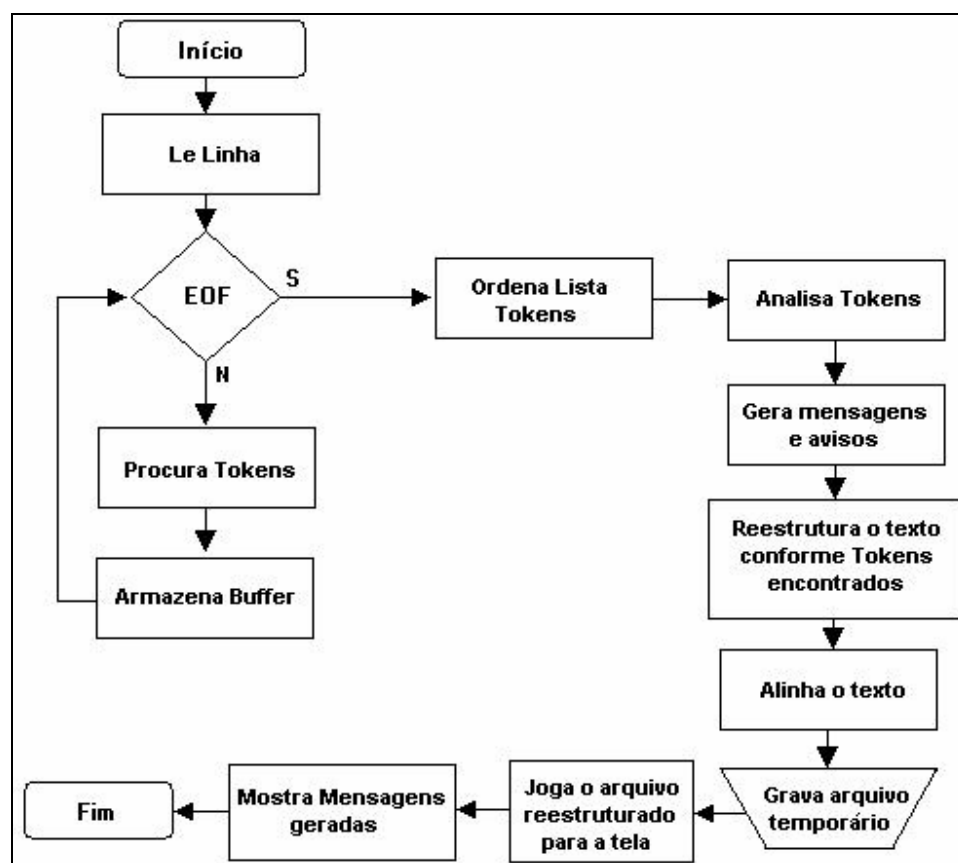 Início
Le Linha
EOF
S
N
Procura Tokens
Armazena Buffer
Ordena Lista
Tokens
Analisa Tokens
Gera mensagens
e avisos
Reestrutura o texto
conforme Tokens
encontrados
Alinha o texto
Grava arquivo
temporário
Joga o arquivo
reestruturado
para a tela
Mostra Mensagens
geradas
Fim